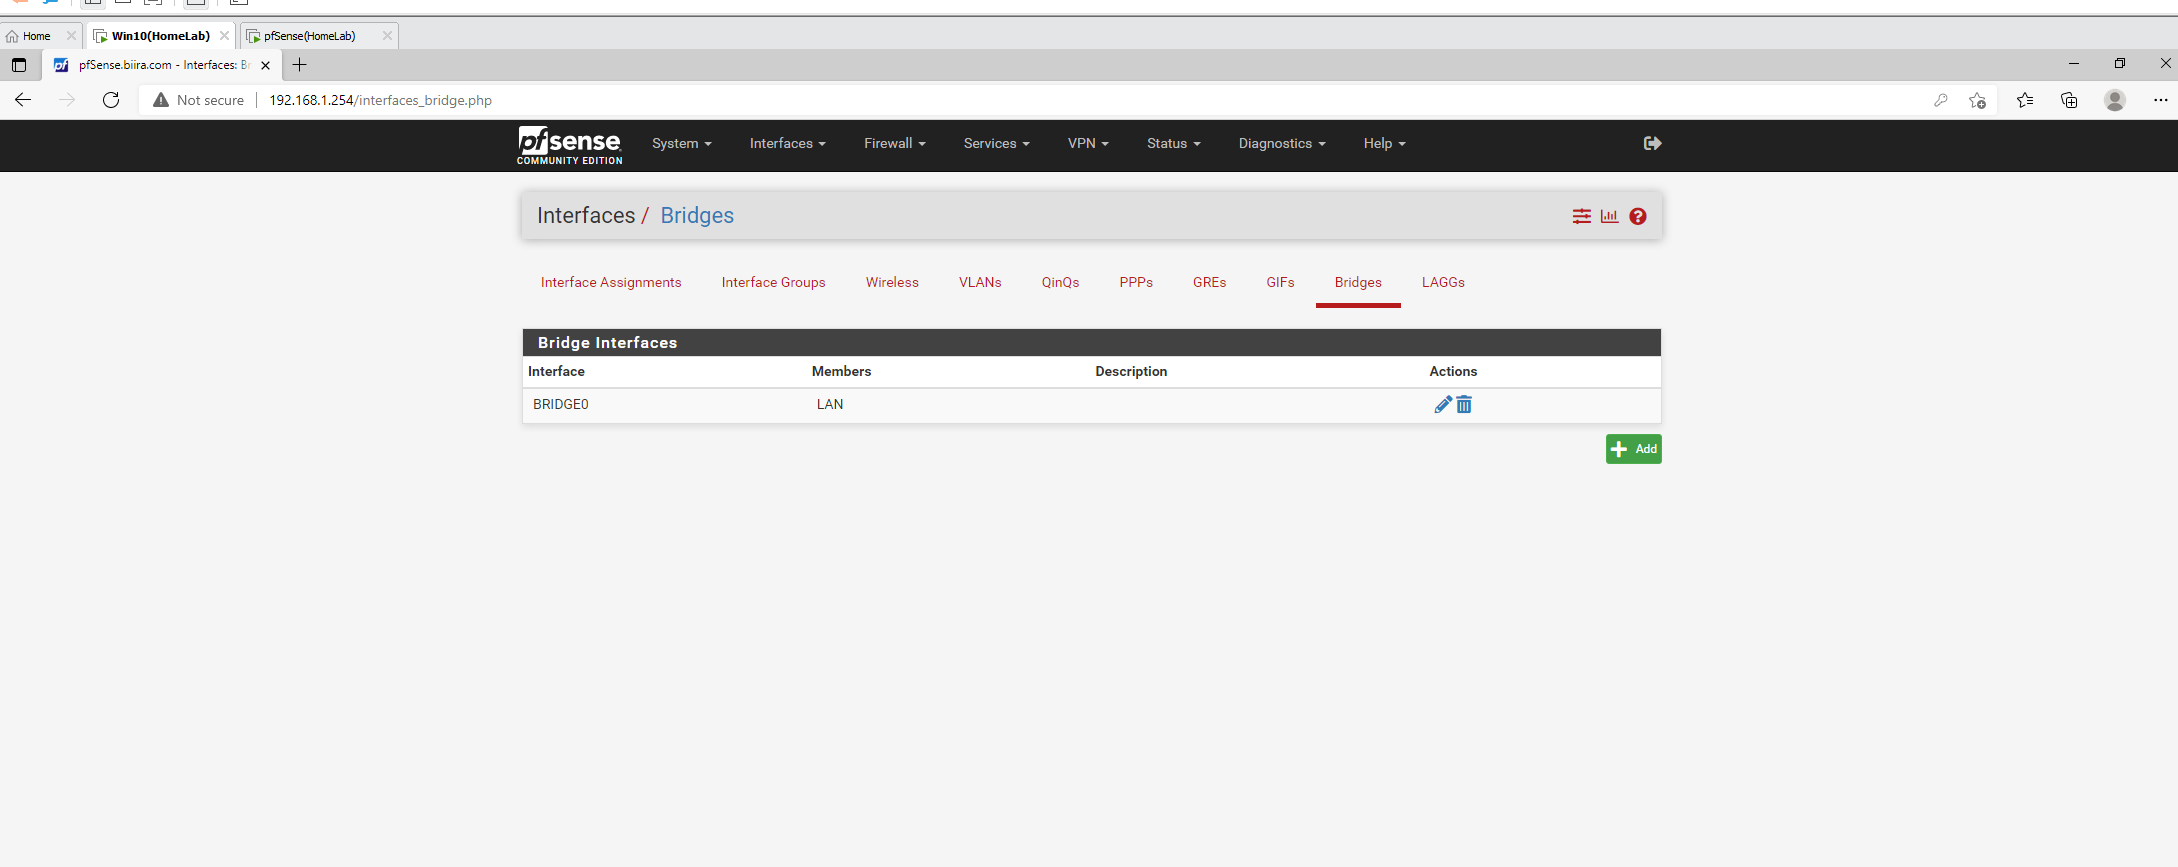 Home
Win10(HomeLab)
pfSense(HomeLab)
pfSense.biira.com - Interfaces: Br
Not secure
192.168.1.254/interfaces_bridge.php
pfsense
COMMUNITY EDITION
System Interfaces Firewall Services VPN Status Diagnostics Help
Interfaces / Bridges
Interface Assignments Interface Groups Wireless VLANs QinQs PPPs GREs GIFs Bridges LAGGs
Bridge Interfaces
Interface Members Description Actions
BRIDGE0 LAN
Add